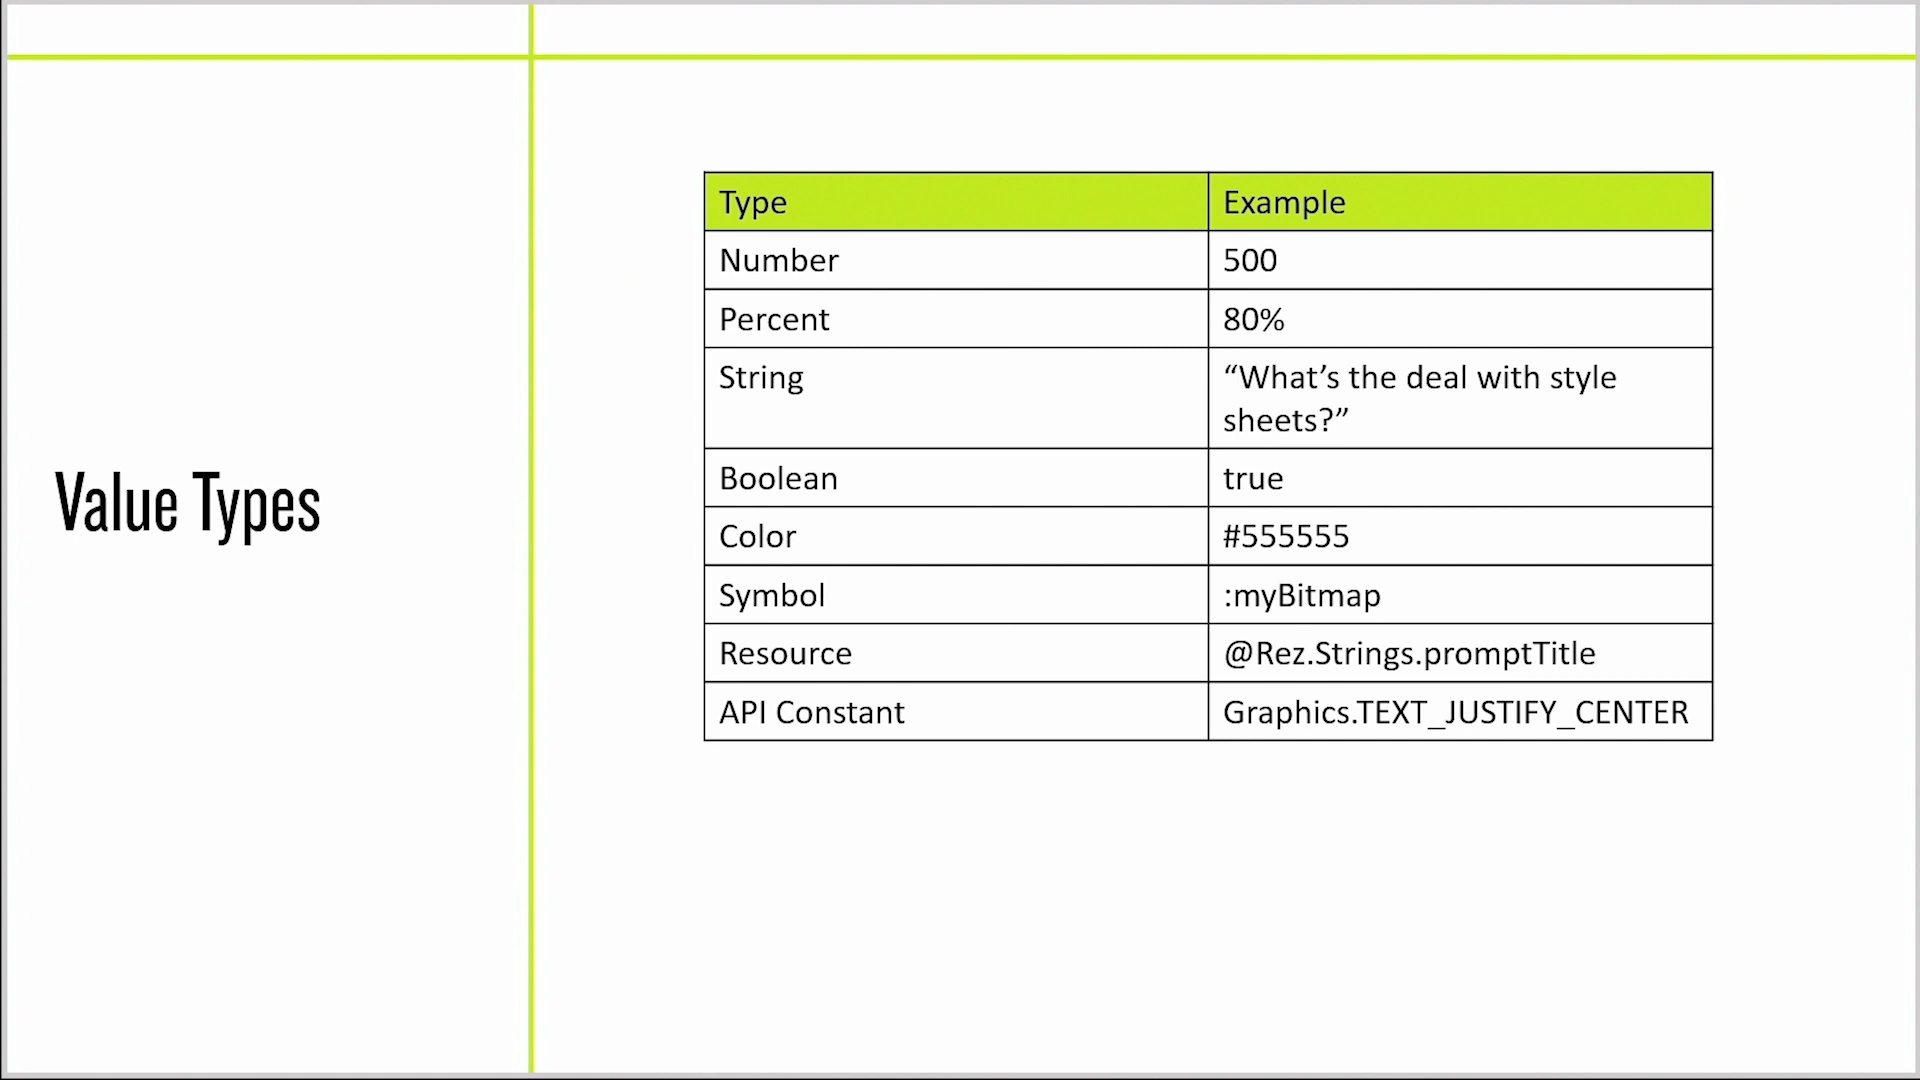 Value Types
Type Example
Number 500
Percent 80%
String “What’s the deal with style
sheets?”
Boolean true
Color #555555
Symbol :myBitmap
Resource @Rez.Strings.promptTitle
API Constant Graphics.TEXT_JUSTIFY_CENTER